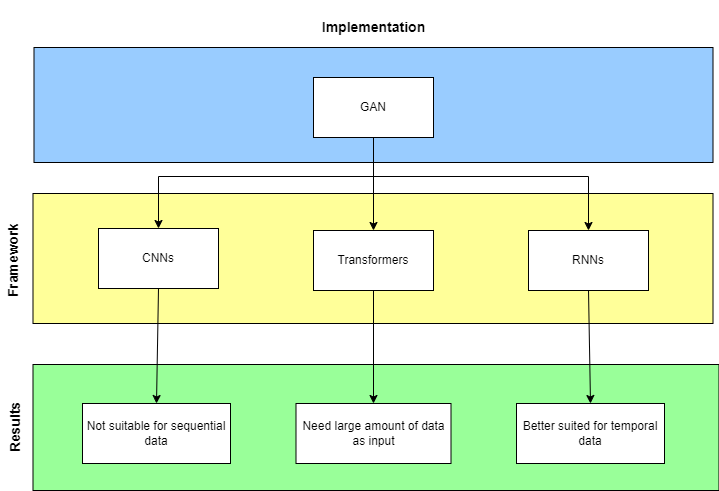 Implementation
GAN
Framework
CNNs
Transformers
RNNs
Results
Not suitable for sequential
data
Need large amount of data
as input
Better suited for temporal
data